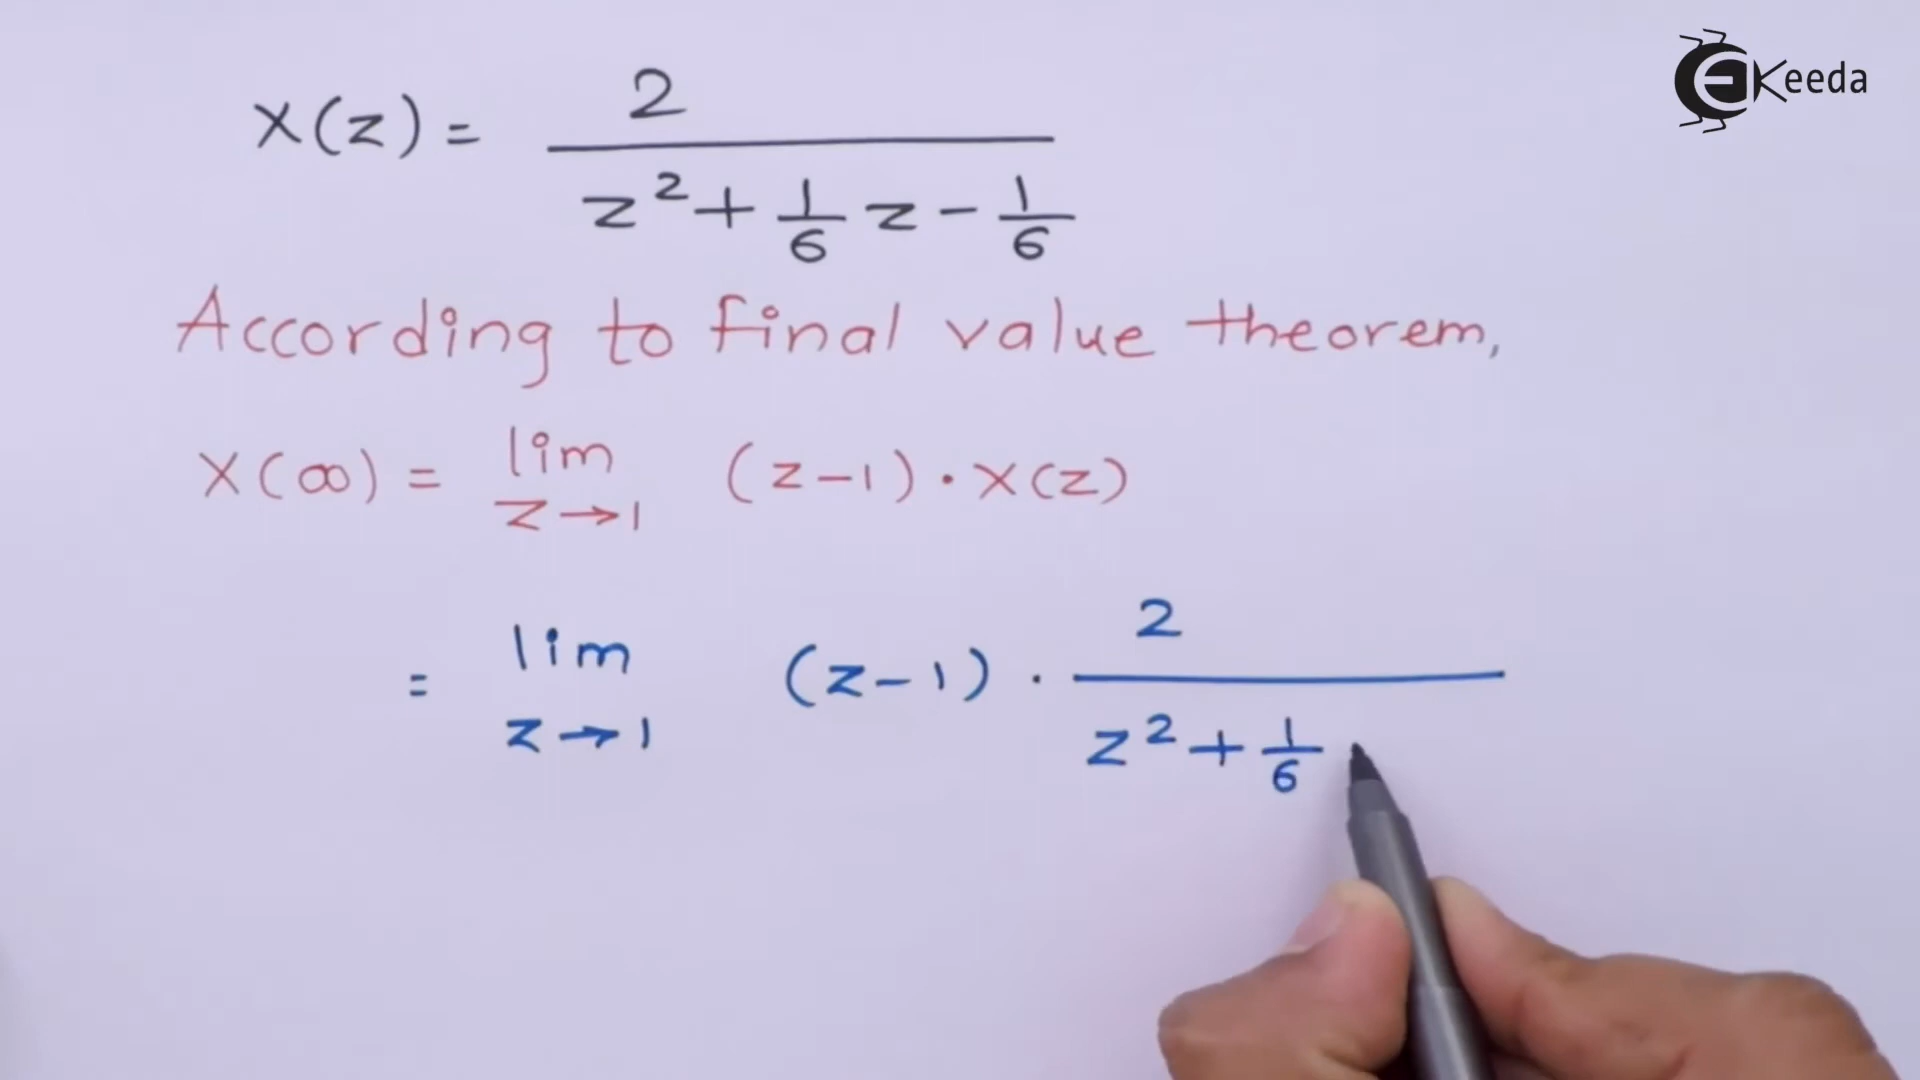 EKeeda
X(z) = 2 / (z² + 1/6 z - 1/6)
According to final value theorem,
X(∞) = lim z→1 (z-1) · X(z)
= lim z→1 (z-1) · 2 / (z² + 1/6